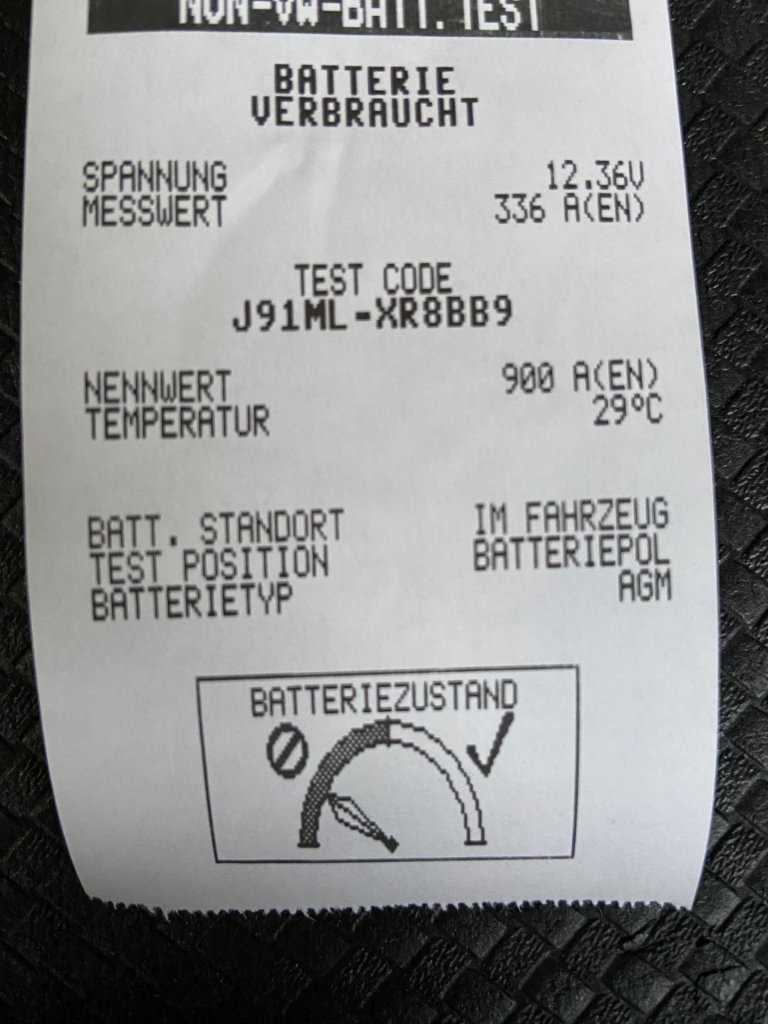 NON-VW-BATT. TEST
BATTERIE
VERBRAUCHT
SPANNUNG 12.36V
MESSWERT 336 A(EN)
TEST CODE
J91ML-XR8BB9
NENNWERT 900 A(EN)
TEMPERATUR 29°C
BATT. STANDORT IM FAHRZEUG
TEST POSITION BATTERIEPOL
BATTERIETYP AGM
BATTERIEZUSTAND